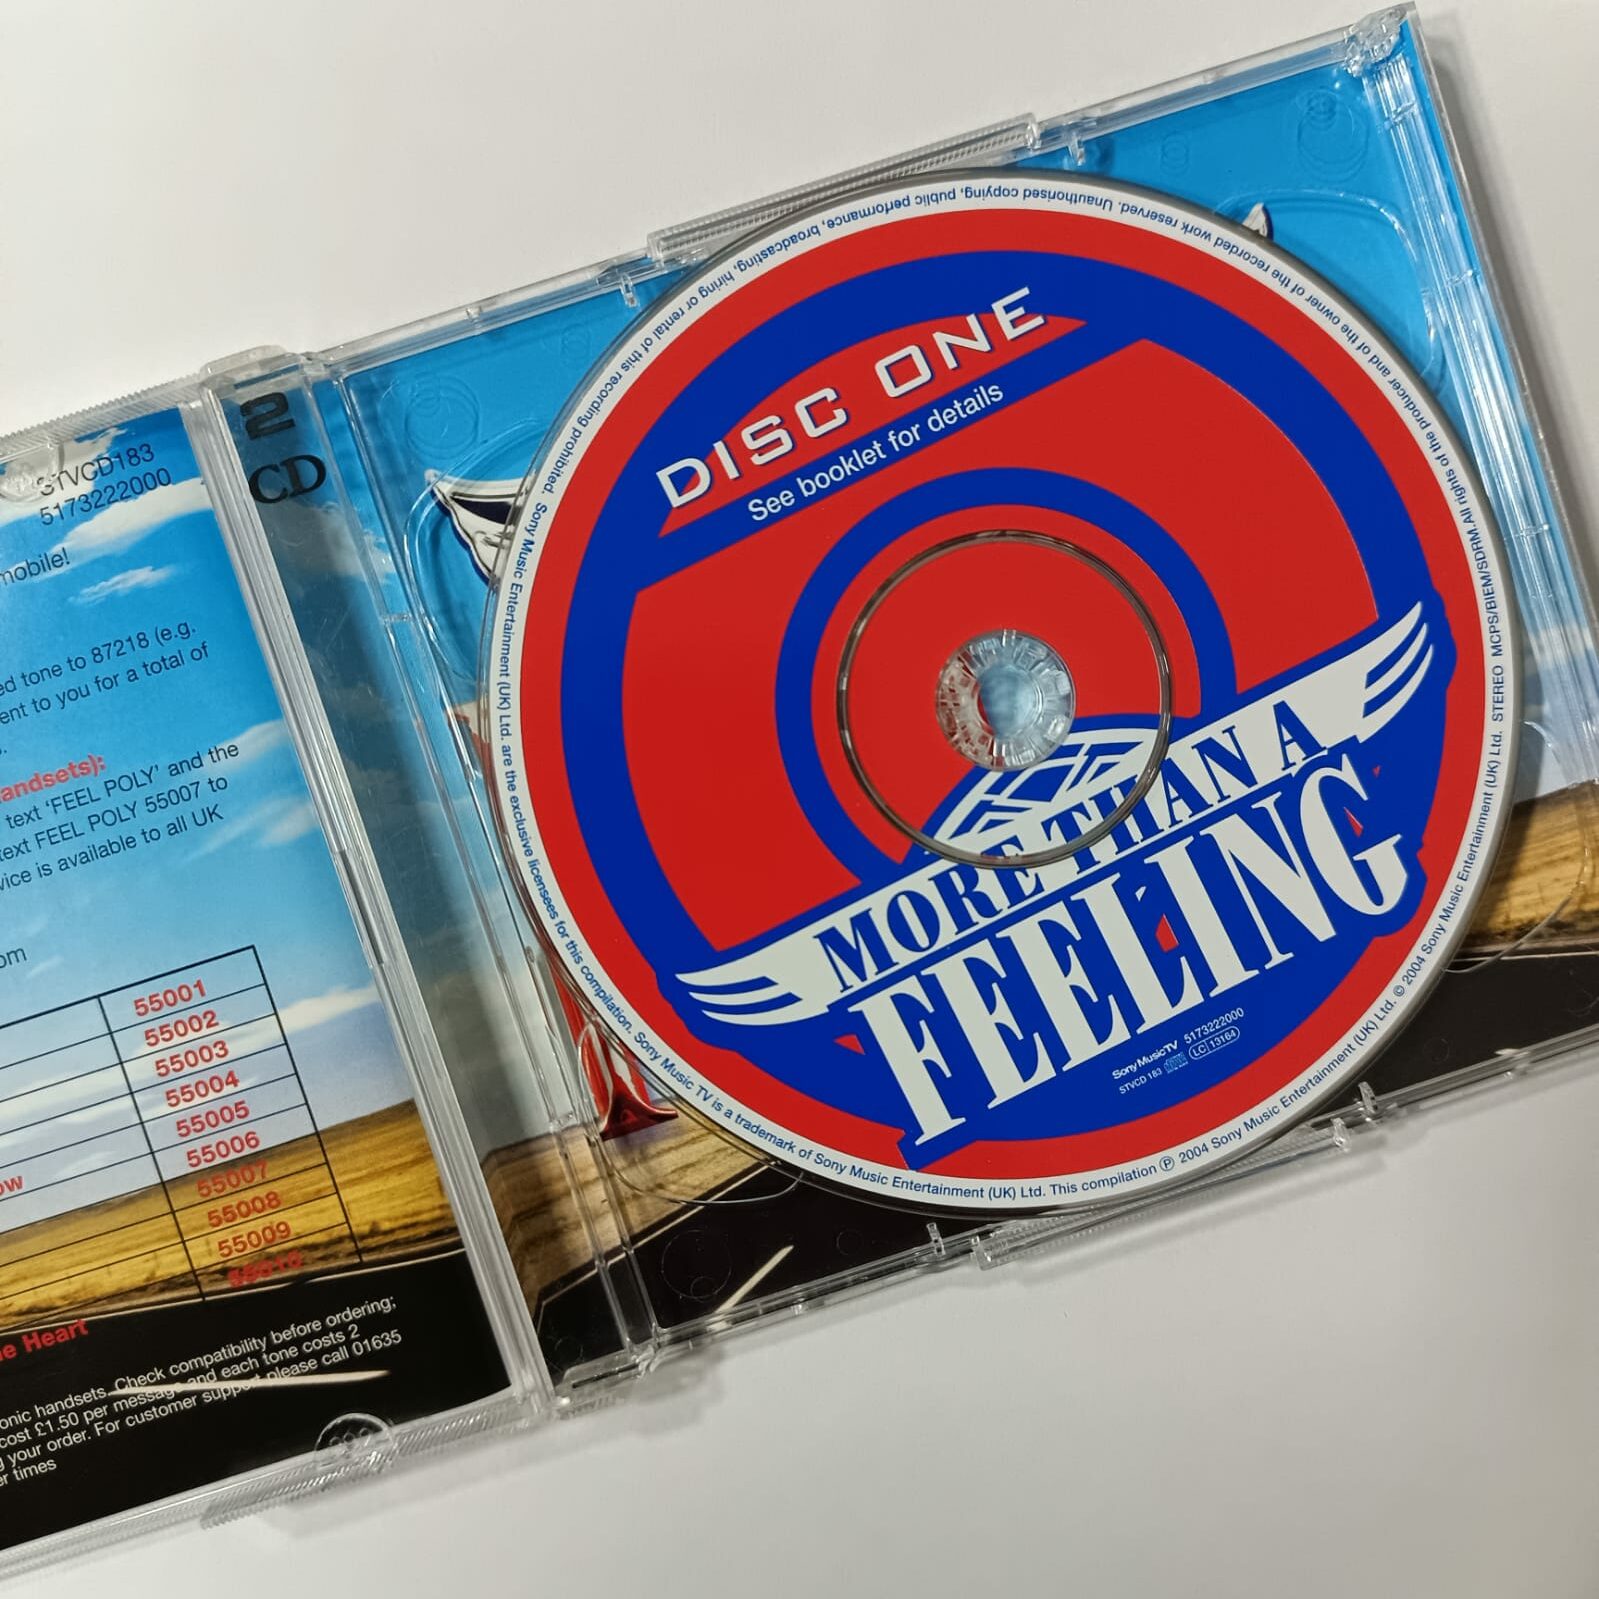 STVCD183
5173222000
mobile!
ed tone to 87218 (e.g.
ent to you for a total of
andsets):
text 'FEEL POLY' and the
text FEEL POLY 55007 to
vice is available to all UK
om
55001
55002
55003
55004
55005
55006
ow
55007
55008
55009
55010
e Heart
onic handsets. Check compatibility before ordering;
cost £1.50 per message and each tone costs 2
g your order. For customer support please call 01635
er times
2
CD
DISC ONE
See booklet for details
MORE THAN A
FEELING
Sony Music TV 5173222000
STVCD 183 LC 13164
All rights of the producer and of the owner of the recorded work reserved. Unauthorised copying, public performance, broadcasting, hiring or rental of this recording prohibited. Sony Music Entertainment (UK) Ltd. are the exclusive licensees for this compilation. Sony Music TV is a trademark of Sony Music Entertainment (UK) Ltd. This compilation ℗ 2004 Sony Music Entertainment (UK) Ltd. © 2004 Sony Music Entertainment (UK) Ltd. STEREO MCPS/BIEM/SDRM.